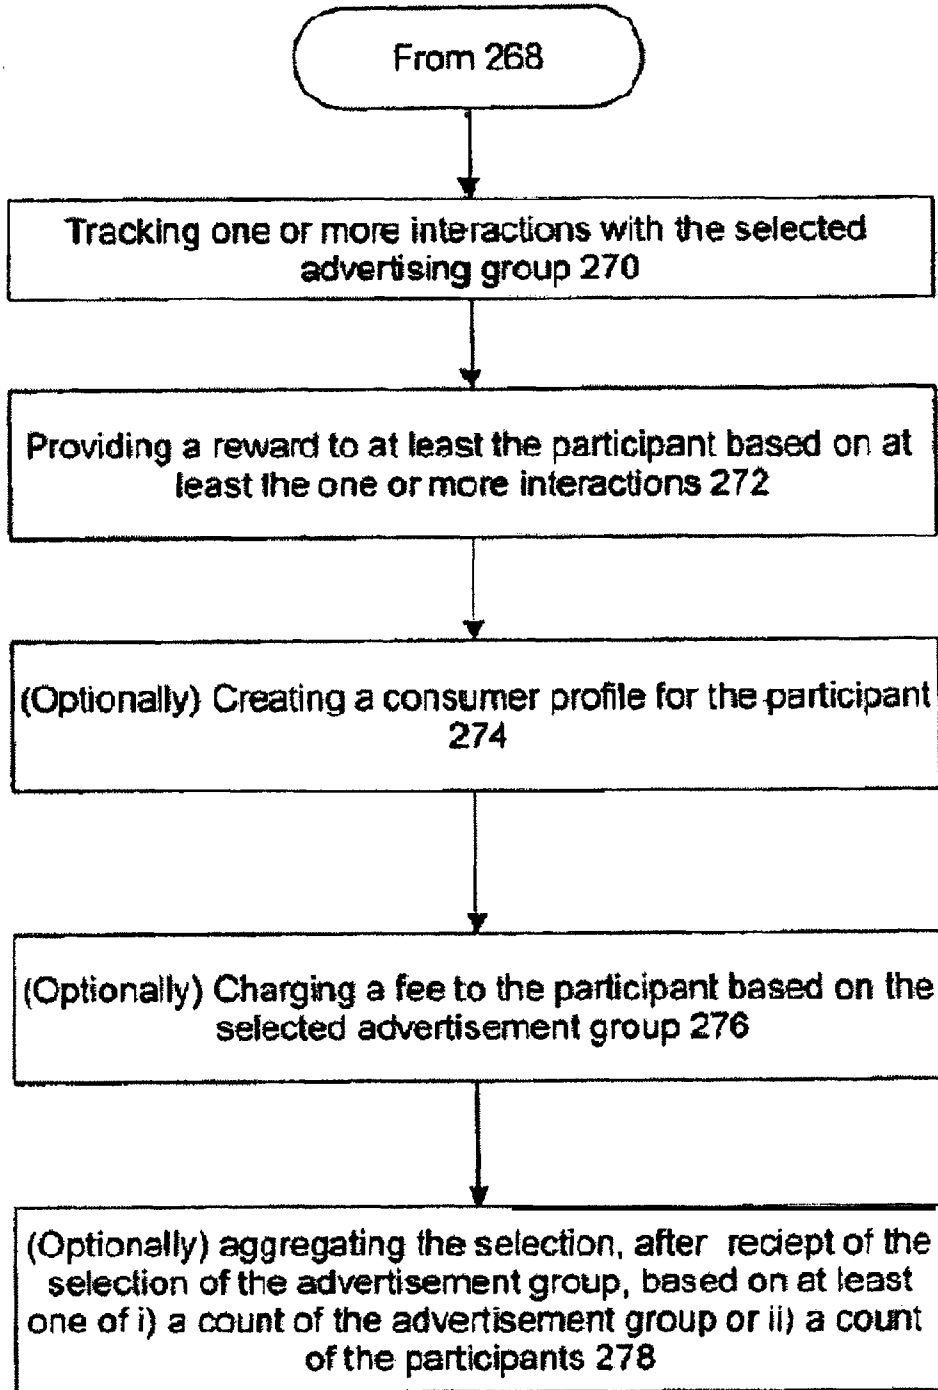 From 268
Tracking one or more interactions with the selected
advertising group 270
Providing a reward to at least the participant based on at
least the one or more interactions 272
(Optionally) Creating a consumer profile for the participant
274
(Optionally) Charging a fee to the participant based on the
selected advertisement group 276
(Optionally) aggregating the selection, after reciept of the
selection of the advertisement group, based on at least
one of i) a count of the advertisement group or ii) a count
of the participants 278